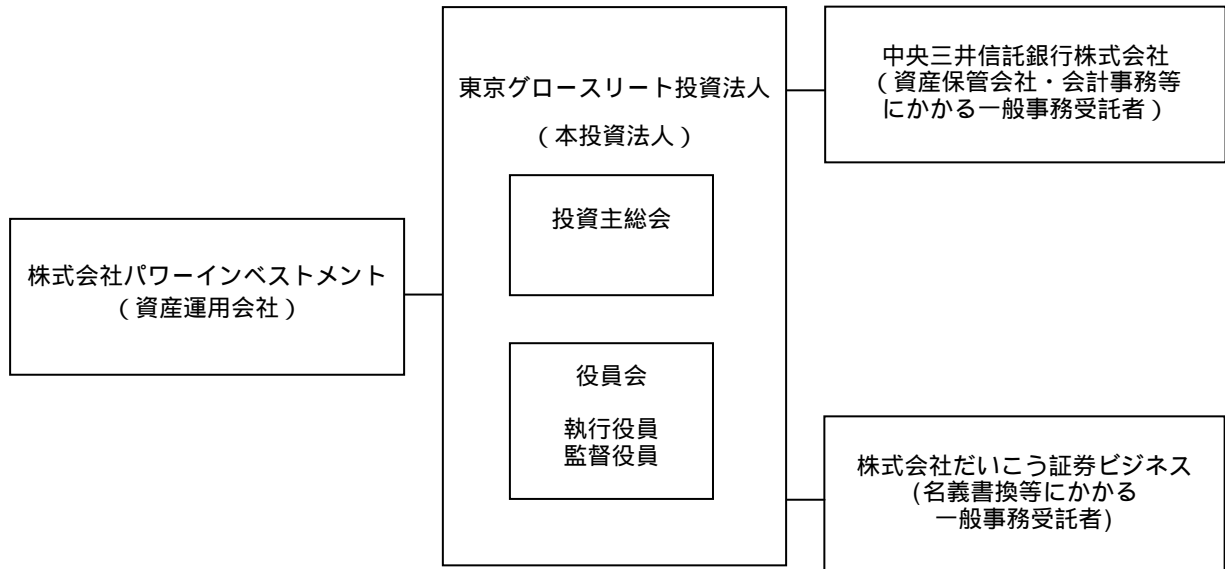 東京グロースリート投資法人
(本投資法人)
投資主総会
役員会
執行役員
監督役員
株式会社パワーインベストメント
(資産運用会社)
中央三井信託銀行株式会社
(資産保管会社・会計事務等
にかかる一般事務受託者)
株式会社だいこう証券ビジネス
(名義書換等にかかる
一般事務受託者)